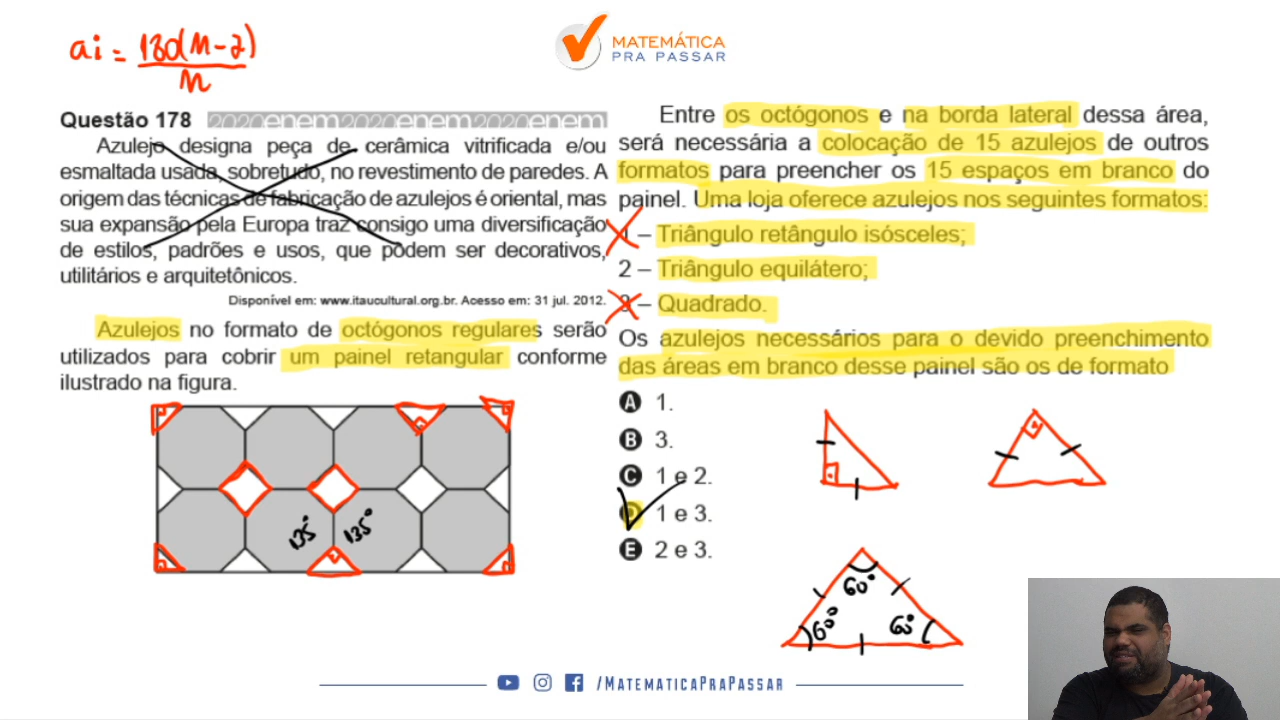 ai = 180(n-2)
n
MATEMÁTICA
PRA PASSAR
Questão 178 2020enem2020enem2020enem
Azulejo designa peça de cerâmica vitrificada e/ou
esmaltada usada, sobretudo, no revestimento de paredes. A
origem das técnicas de fabricação de azulejos é oriental, mas
sua expansão pela Europa traz consigo uma diversificação
de estilos, padrões e usos, que podem ser decorativos,
utilitários e arquitetônicos.
Disponível em: www.itaucultural.org.br. Acesso em: 31 jul. 2012.
Azulejos no formato de octógonos regulares serão
utilizados para cobrir um painel retangular conforme
ilustrado na figura.
135° 135°
Entre os octógonos e na borda lateral dessa área,
será necessária a colocação de 15 azulejos de outros
formatos para preencher os 15 espaços em branco do
painel. Uma loja oferece azulejos nos seguintes formatos:
1 – Triângulo retângulo isósceles;
2 – Triângulo equilátero;
3 – Quadrado.
Os azulejos necessários para o devido preenchimento
das áreas em branco desse painel são os de formato
A 1.
B 3.
C 1 e 2.
D 1 e 3.
E 2 e 3.
60°
60° 60°
/MatematicaPraPassar